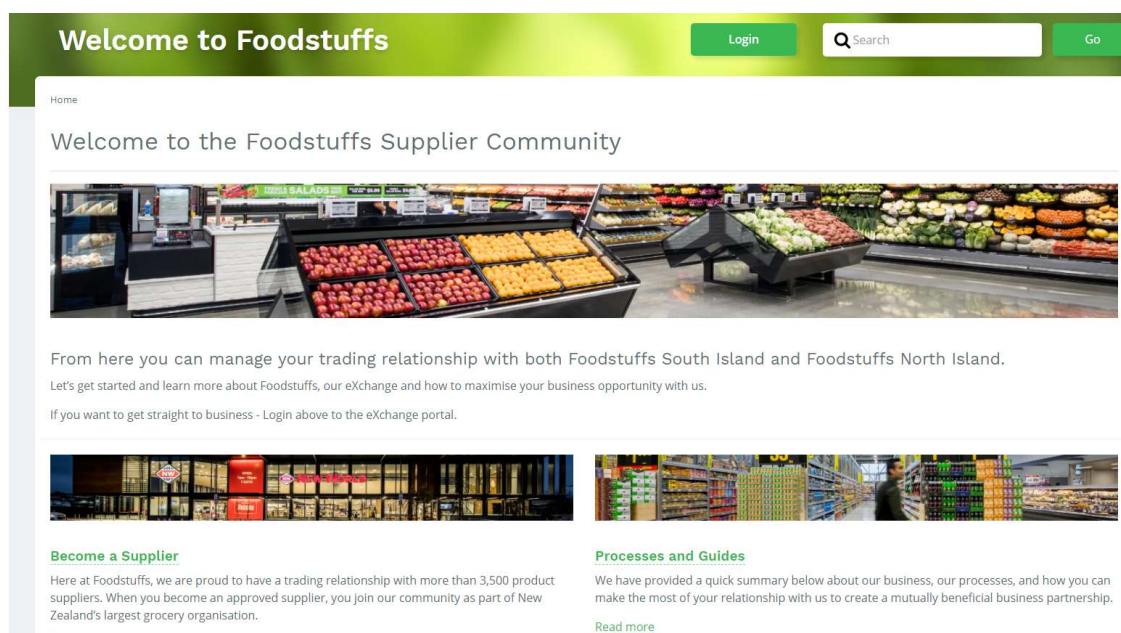 Welcome to Foodstuffs
Login
Search
Go
Home
Welcome to the Foodstuffs Supplier Community
SALADS
From here you can manage your trading relationship with both Foodstuffs South Island and Foodstuffs North Island.
Let's get started and learn more about Foodstuffs, our eXchange and how to maximise your business opportunity with us.
If you want to get straight to business - Login above to the eXchange portal.
NW
NEW WORLD
Become a Supplier
Here at Foodstuffs, we are proud to have a trading relationship with more than 3,500 product
suppliers. When you become an approved supplier, you join our community as part of New
Zealand's largest grocery organisation.
Processes and Guides
We have provided a quick summary below about our business, our processes, and how you can
make the most of your relationship with us to create a mutually beneficial business partnership.
Read more